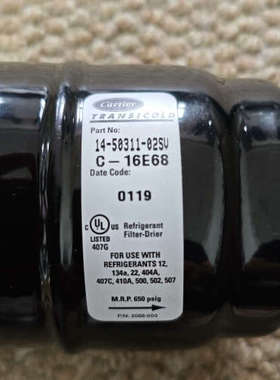 Carrier
TRANSICOLD
Part No:
14-50311-02SV
C-16E68
Date Code:
0119
C UL US
LISTED
407G
Refrigerant
Filter-Drier
FOR USE WITH
REFRIGERANTS 12,
134a, 22, 404A,
407C, 410A, 500, 502, 507
M.R.P. 650 psig